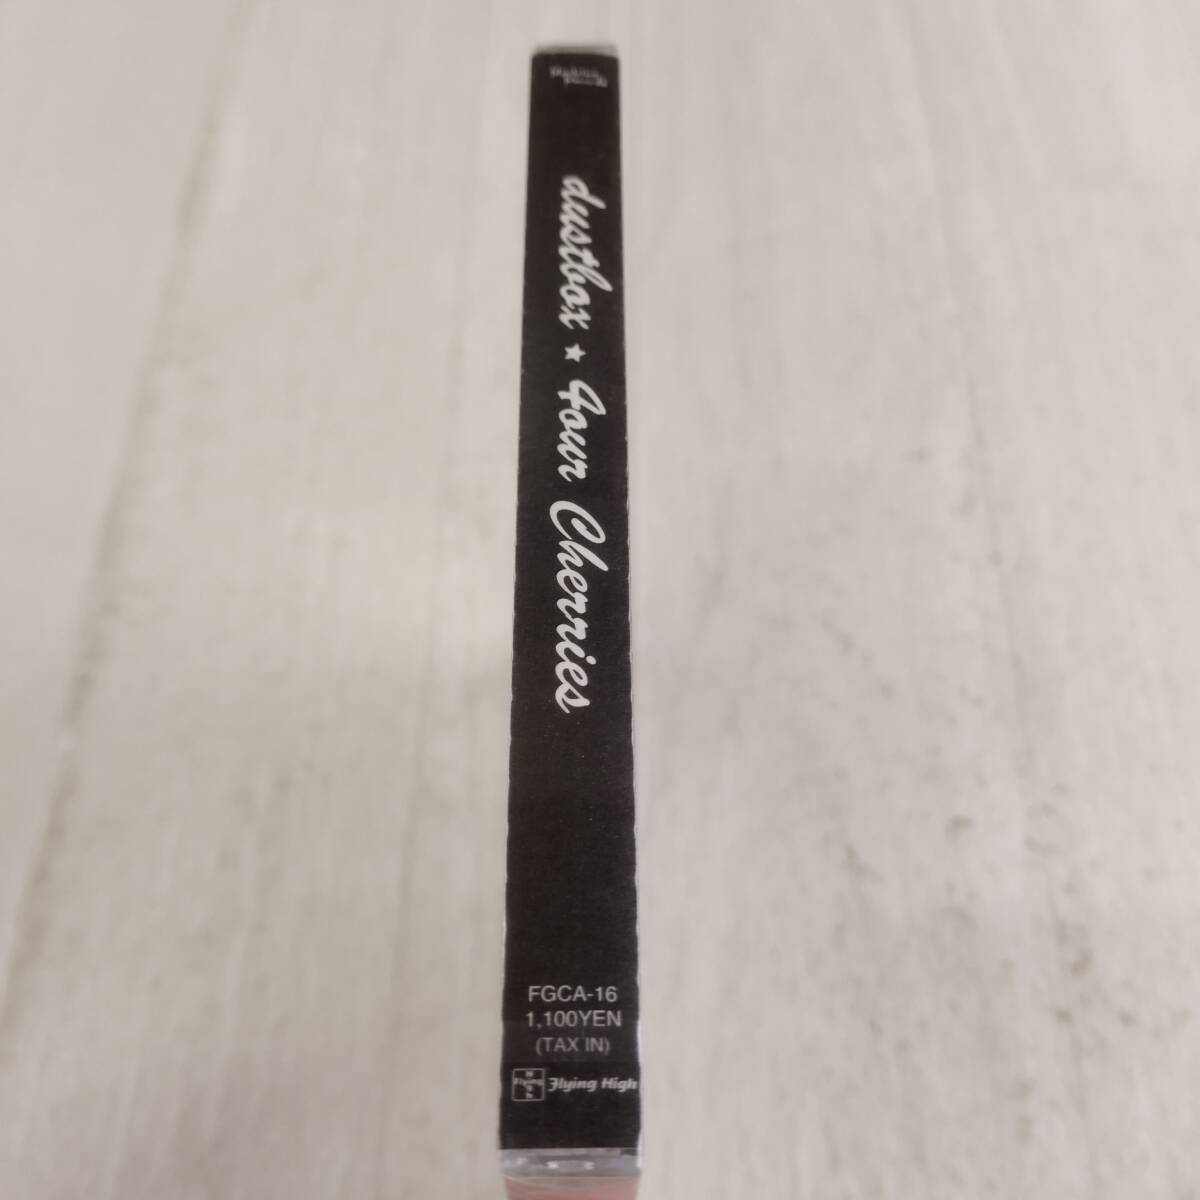 dustbox ★ Four Cherries
FGCA-16
1,100YEN
(TAX IN)
Flying High